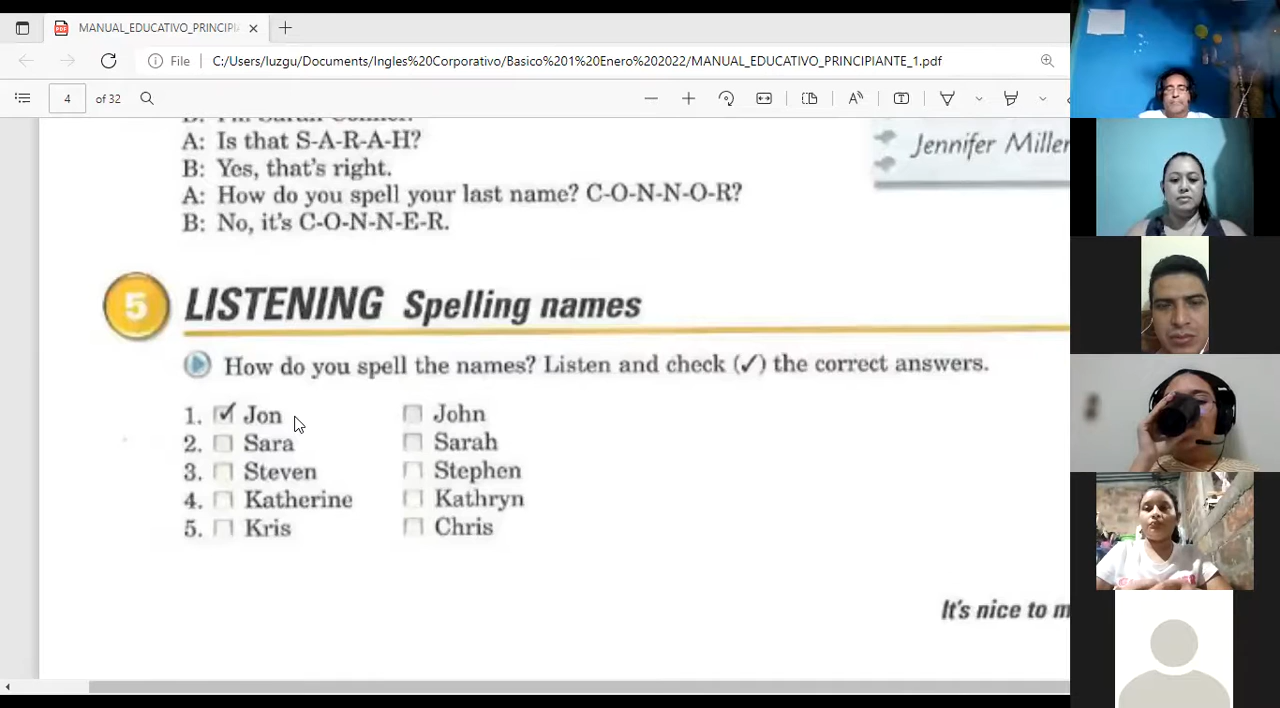 MANUAL_EDUCATIVO_PRINCIPI
File
C:/Users/luzgu/Documents/Ingles%20Corporativo/Basico%201%20Enero%202022/MANUAL_EDUCATIVO_PRINCIPIANTE_1.pdf
4 of 32
B: I'm Sarah Conner.
A: Is that S-A-R-A-H?
B: Yes, that's right.
A: How do you spell your last name? C-O-N-N-O-R?
B: No, it's C-O-N-N-E-R.
Jennifer Miller
5 LISTENING Spelling names
How do you spell the names? Listen and check (✓) the correct answers.
1. ✓ Jon John
2. Sara Sarah
3. Steven Stephen
4. Katherine Kathryn
5. Kris Chris
It's nice to m